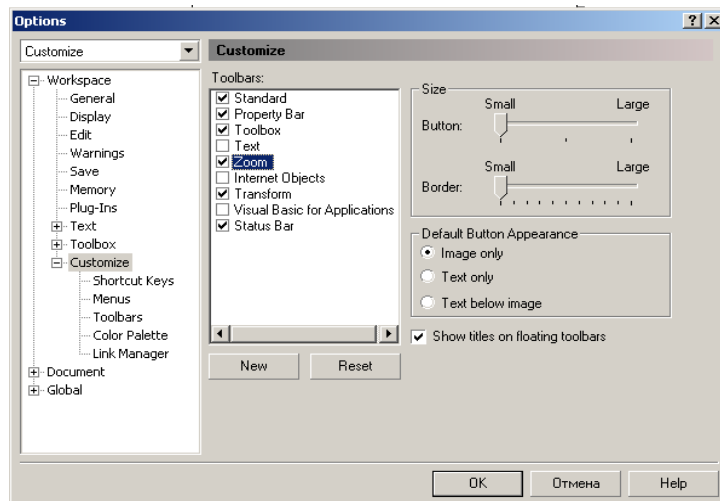 Options
Customize
Customize
Workspace
General
Display
Edit
Warnings
Save
Memory
Plug-Ins
Text
Toolbox
Customize
Shortcut Keys
Menus
Toolbars
Color Palette
Link Manager
Document
Global
Toolbars:
Standard
Property Bar
Toolbox
Text
Zoom
Internet Objects
Transform
Visual Basic for Applications
Status Bar
New Reset
Size
Small Large
Button:
Small Large
Border:
Default Button Appearance
Image only
Text only
Text below image
Show titles on floating toolbars
OK Отмена Help